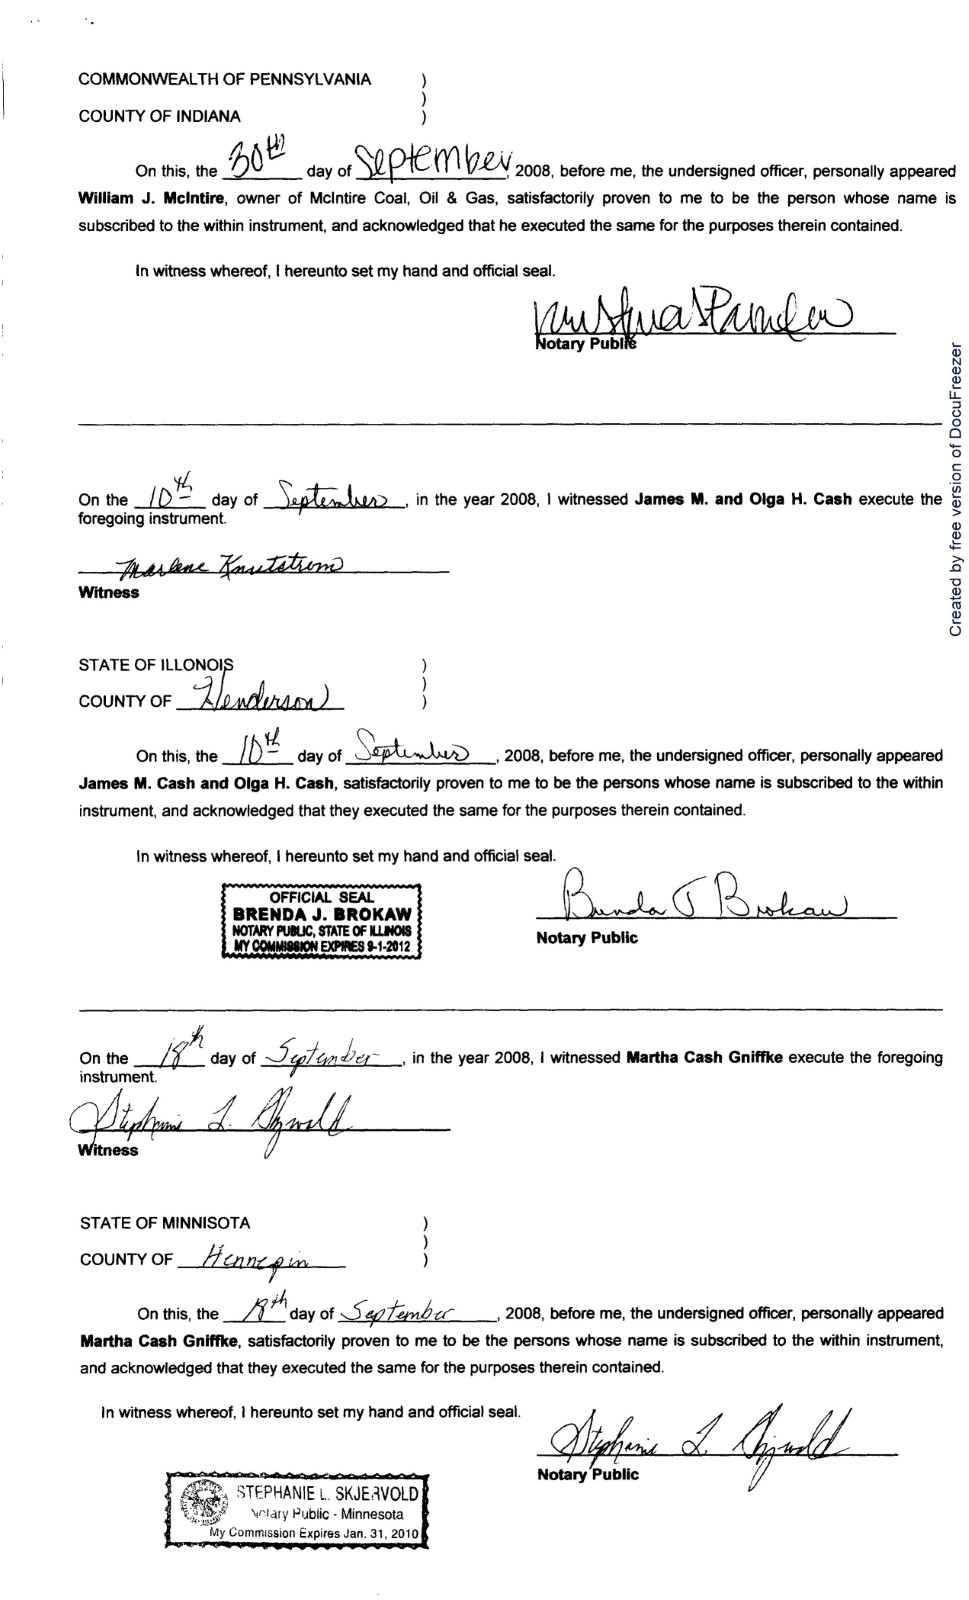 COMMONWEALTH OF PENNSYLVANIA )
)
COUNTY OF INDIANA )
On this, the 30th day of September, 2008, before me, the undersigned officer, personally appeared
William J. McIntire, owner of McIntire Coal, Oil & Gas, satisfactorily proven to me to be the person whose name is
subscribed to the within instrument, and acknowledged that he executed the same for the purposes therein contained.
In witness whereof, I hereunto set my hand and official seal.
Notary Public
On the 10th day of September, in the year 2008, I witnessed James M. and Olga H. Cash execute the
foregoing instrument.
Marlene Knutstrom
Witness
STATE OF ILLONOIS )
)
COUNTY OF Henderson )
On this, the 10th day of September, 2008, before me, the undersigned officer, personally appeared
James M. Cash and Olga H. Cash, satisfactorily proven to me to be the persons whose name is subscribed to the within
instrument, and acknowledged that they executed the same for the purposes therein contained.
In witness whereof, I hereunto set my hand and official seal.
OFFICIAL SEAL
BRENDA J. BROKAW
NOTARY PUBLIC, STATE OF ILLINOIS
MY COMMISSION EXPIRES 9-1-2012
Brenda J Brokaw
Notary Public
On the 18th day of September, in the year 2008, I witnessed Martha Cash Gniffke execute the foregoing
instrument.
Stephanie L. Skjervold
Witness
STATE OF MINNISOTA )
)
COUNTY OF Hennepin )
On this, the 18th day of September, 2008, before me, the undersigned officer, personally appeared
Martha Cash Gniffke, satisfactorily proven to me to be the persons whose name is subscribed to the within instrument,
and acknowledged that they executed the same for the purposes therein contained.
In witness whereof, I hereunto set my hand and official seal.
Stephanie L. Skjervold
Notary Public
STEPHANIE L. SKJERVOLD
Notary Public - Minnesota
My Commission Expires Jan. 31, 2010
Created by free version of DocuFreezer